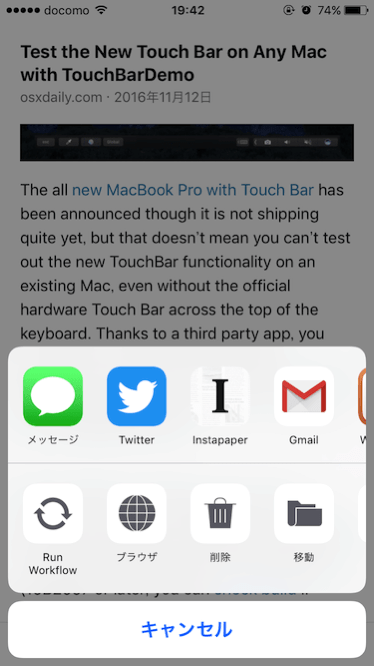 docomo 19:42 74%
Test the New Touch Bar on Any Mac
with TouchBarDemo
osxdaily.com · 2016年11月12日
The all new MacBook Pro with Touch Bar has
been announced though it is not shipping
quite yet, but that doesn't mean you can't test
out the new TouchBar functionality on an
existing Mac, even without the official
hardware Touch Bar across the top of the
keyboard. Thanks to a third party app, you
メッセージ
Twitter
Instapaper
Gmail
Run
Workflow
ブラウザ
削除
移動
キャンセル